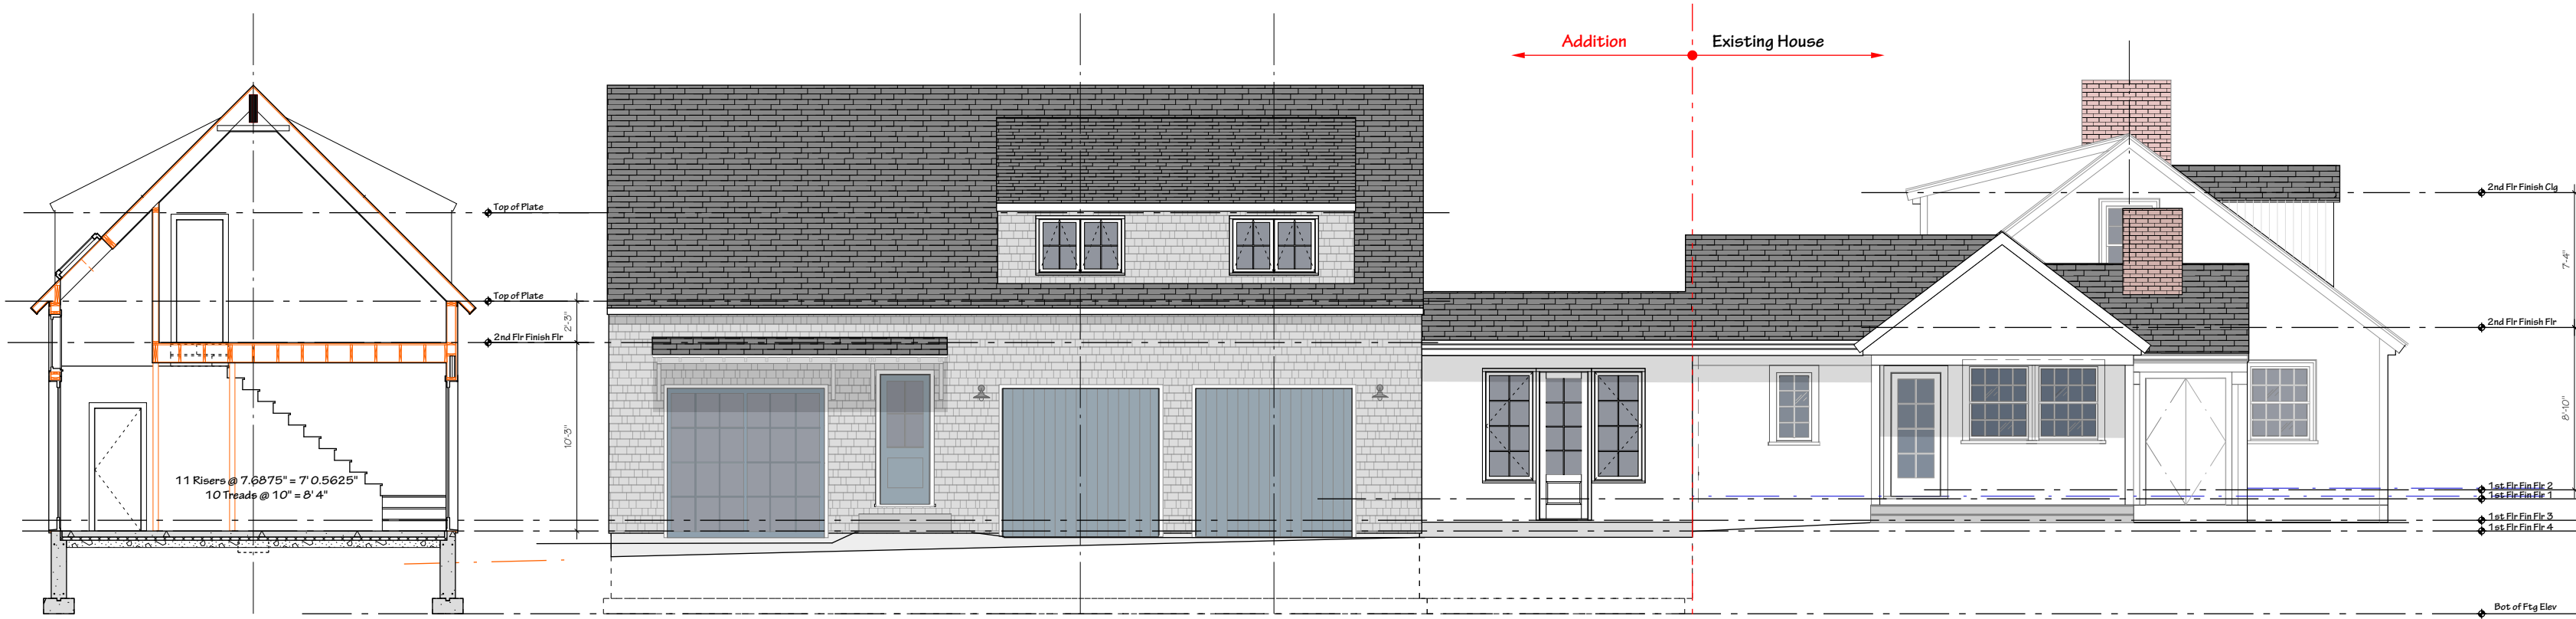 Addition
Existing House
Top of Plate
2nd Flr Finish Clg
7'-4"
Top of Plate
2'-3"
2nd Flr Finish Flr
2nd Flr Finish Flr
10'-3"
8'-10"
11 Risers @ 7.6875" = 7' 0.5625"
10 Treads @ 10" = 8' 4"
1st Flr Fin Flr 2
1st Flr Fin Flr 1
1st Flr Fin Flr 3
1st Flr Fin Flr 4
Bot of Ftg Elev